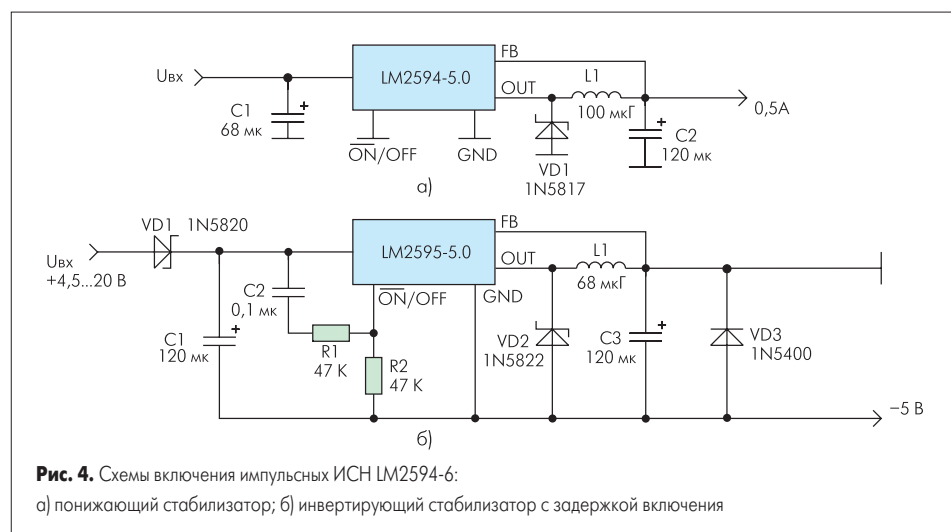 FB
Uвх
LM2594-5.0
OUT
L1
100 мкГ
0,5A
C1
68 мк
+
ON/OFF
GND
VD1
1N5817
+
C2
120 мк
а)
VD1 1N5820
FB
Uвх
+4,5...20 В
LM2595-5.0
OUT
L1
68 мкГ
C2
0,1 мк
ON/OFF
GND
C1
120 мк
+
R1
47 K
R2
47 K
VD2
1N5822
C3
120 мк
+
VD3
1N5400
–5 В
б)
Рис. 4. Схемы включения импульсных ИСН LM2594-6:
а) понижающий стабилизатор; б) инвертирующий стабилизатор с задержкой включения